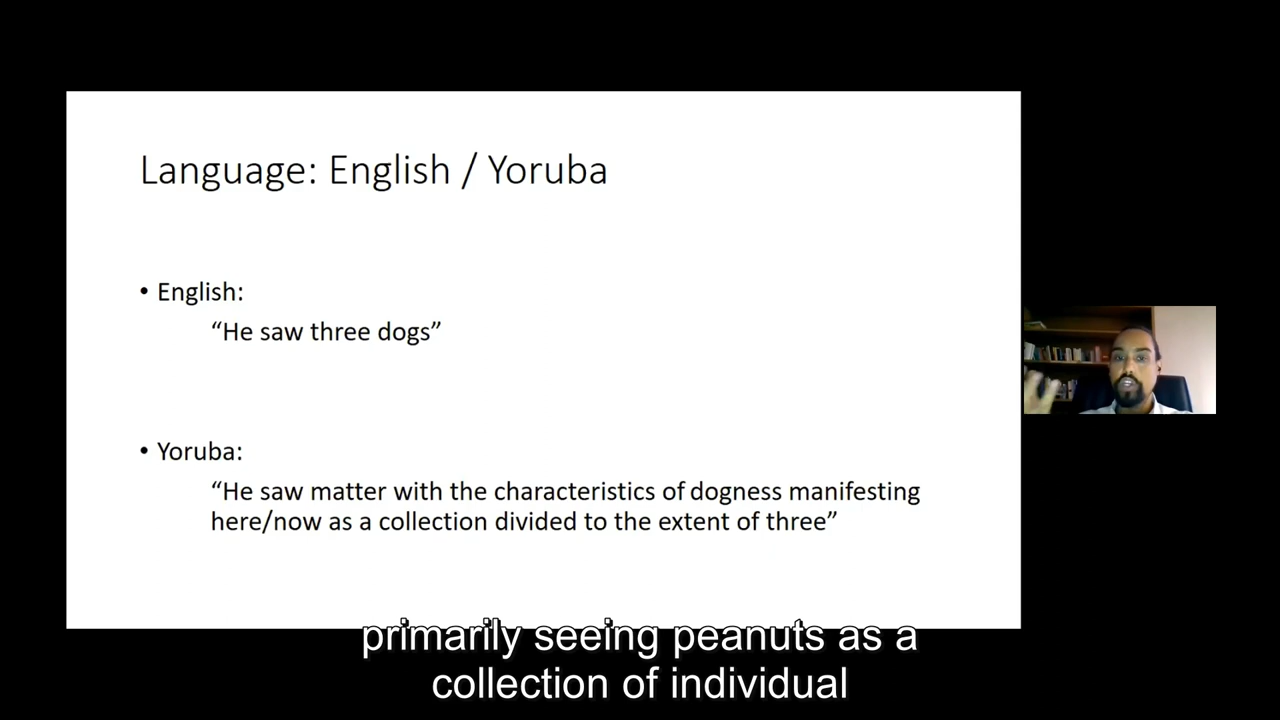 Language: English / Yoruba
• English:
“He saw three dogs”
• Yoruba:
“He saw matter with the characteristics of dogness manifesting
here/now as a collection divided to the extent of three”
primarily seeing peanuts as a
collection of individual